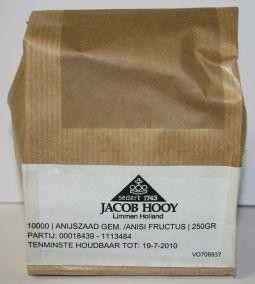 sedert 1743
JACOB HOOY
Limmen Holland
10000 | ANIJSZAAD GEM. /ANISI FRUCTUS | 250GR
PARTIJ: 00018439 - 1113484
TENMINSTE HOUDBAAR TOT: 19-7-2010
VO706937